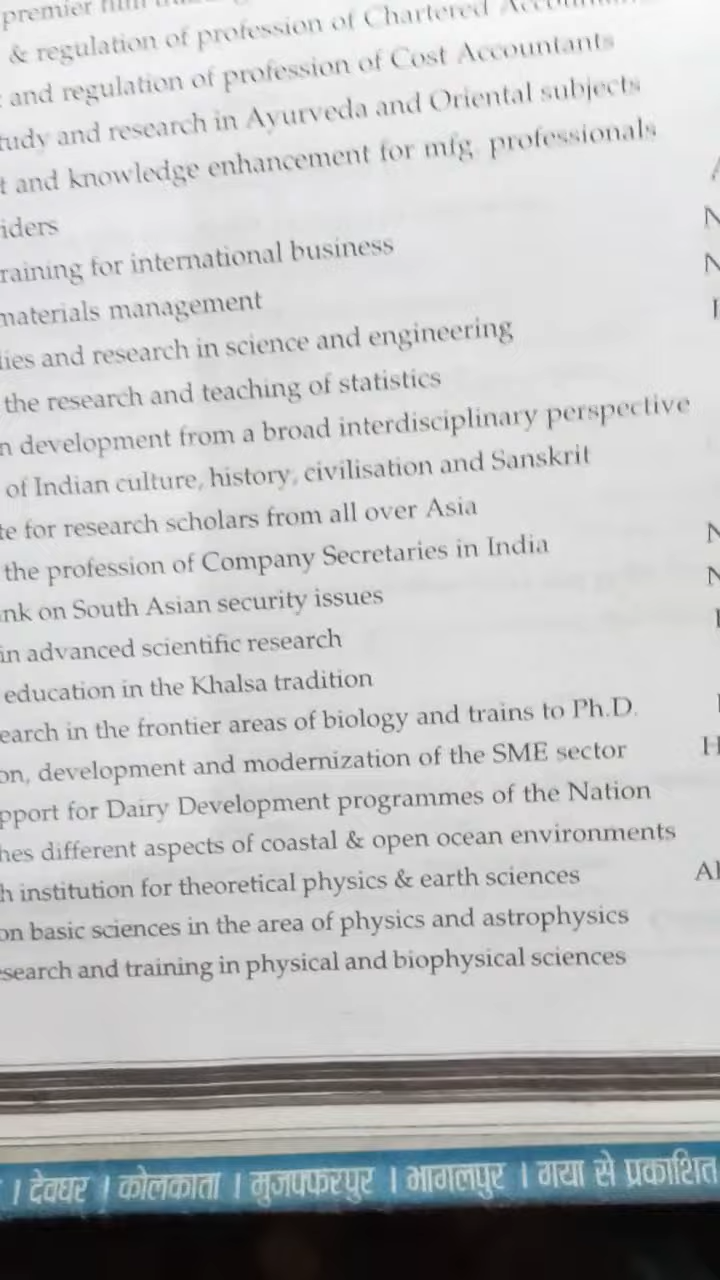 premier
& regulation of profession of Chartered
and regulation of profession of Cost Accountants
tudy and research in Ayurveda and Oriental subjects
t and knowledge enhancement for mfg. professionals
iders
raining for international business
materials management
lies and research in science and engineering
the research and teaching of statistics
n development from a broad interdisciplinary perspective
of Indian culture, history, civilisation and Sanskrit
te for research scholars from all over Asia
the profession of Company Secretaries in India
nk on South Asian security issues
in advanced scientific research
education in the Khalsa tradition
earch in the frontier areas of biology and trains to Ph.D.
on, development and modernization of the SME sector H
pport for Dairy Development programmes of the Nation
hes different aspects of coastal & open ocean environments
h institution for theoretical physics & earth sciences Al
on basic sciences in the area of physics and astrophysics
esearch and training in physical and biophysical sciences
। देवघर । कोलकाता । मुजफ्फरपुर । भागलपुर । गया से प्रकाशित